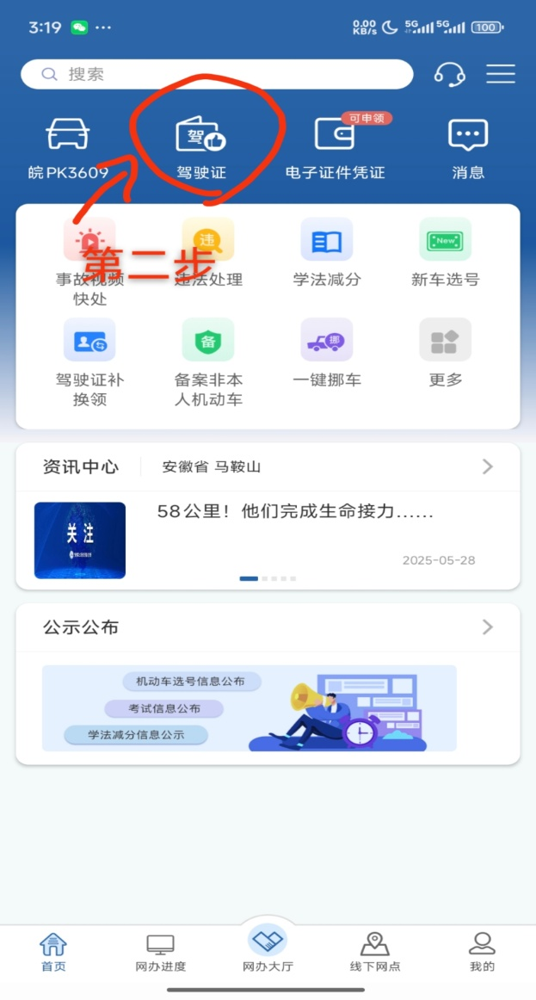 3:19
0.00 KB/s 5G 5G 100
搜索
可申领
驾
皖PK3609
驾驶证
电子证件凭证
消息
违
New
第二步
事故视频
快处
违法处理
学法减分
新车选号
备
挪
驾驶证补
换领
备案非本
人机动车
一键挪车
更多
资讯中心
安徽省 马鞍山
关注
58公里！他们完成生命接力......
2025-05-28
公示公布
机动车选号信息公布
考试信息公布
学法减分信息公示
首页
网办进度
网办大厅
线下网点
我的